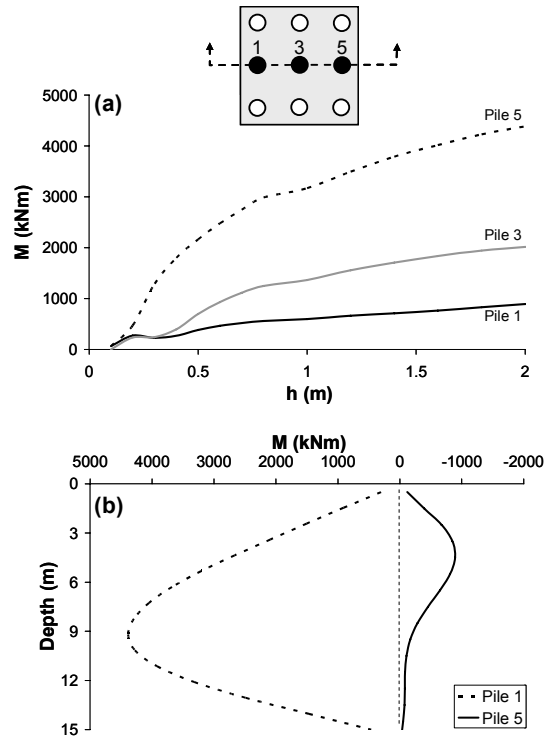 1 3 5
(a)
5000
4000
3000
2000
1000
0
M (kNm)
Pile 5
Pile 3
Pile 1
0 0.5 1 1.5 2
h (m)
M (kNm)
5000 4000 3000 2000 1000 0 -1000 -2000
(b)
0
3
6
9
12
15
Depth (m)
Pile 1
Pile 5